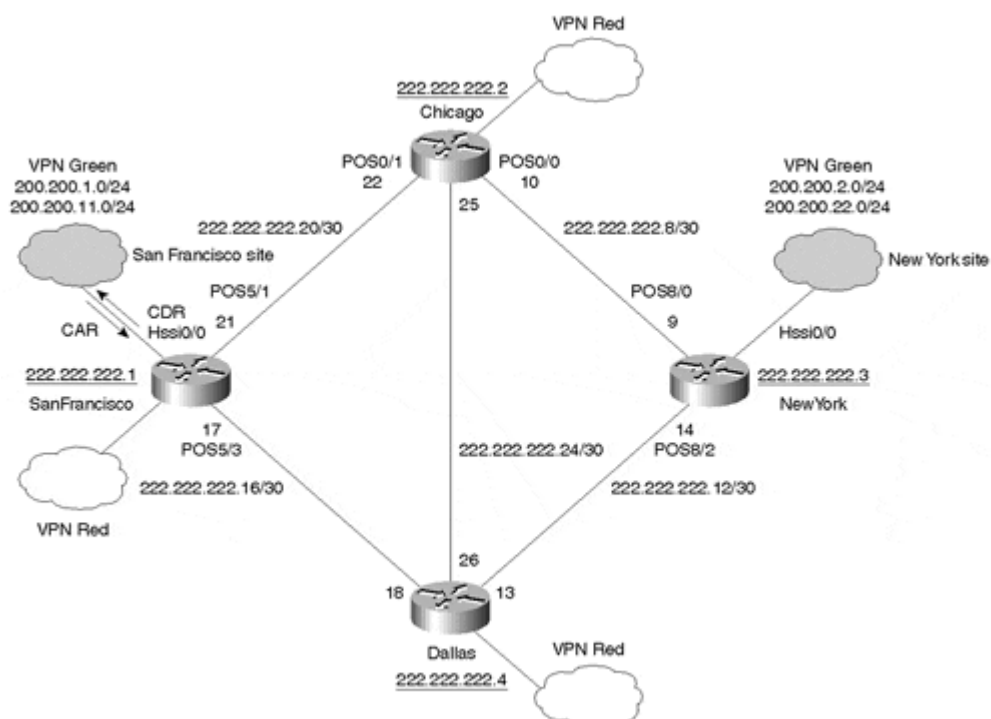 VPN Red
222.222.222.2
Chicago
POS0/1
22
POS0/0
10
25
VPN Green
200.200.1.0/24
200.200.11.0/24
VPN Green
200.200.2.0/24
200.200.22.0/24
222.222.222.20/30
222.222.222.8/30
San Francisco site
New York site
POS5/1
21
CDR
Hssi0/0
CAR
POS8/0
9
Hssi0/0
222.222.222.1
SanFrancisco
222.222.222.3
NewYork
17
POS5/3
14
POS8/2
222.222.222.24/30
222.222.222.16/30
222.222.222.12/30
VPN Red
26
18
13
Dallas
222.222.222.4
VPN Red